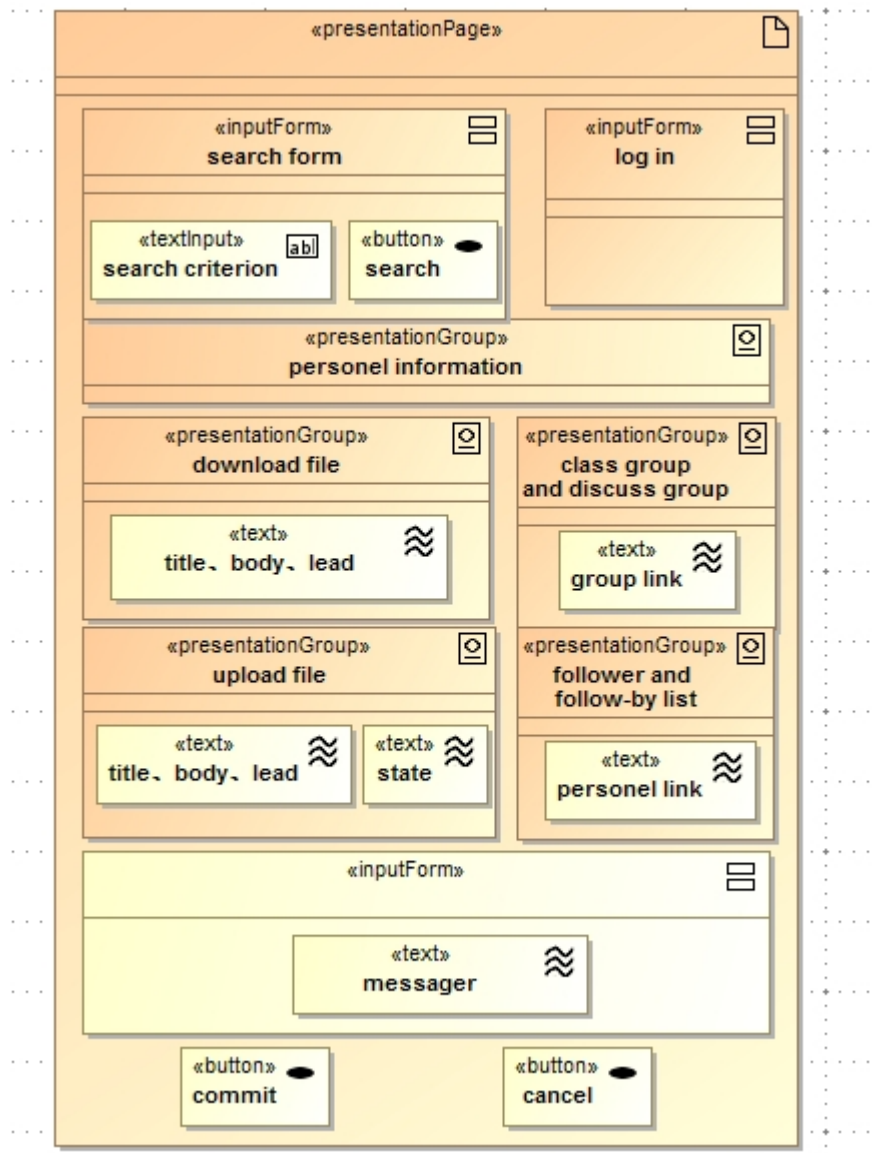 «presentationPage»
«inputForm»
search form
«inputForm»
log in
«textInput»
search criterion
ab
«button»
search
«presentationGroup»
personel information
«presentationGroup»
download file
«text»
title、body、lead
«presentationGroup»
class group
and discuss group
«text»
group link
«presentationGroup»
upload file
«text»
title、body、lead
«text»
state
«presentationGroup»
follower and
follow-by list
«text»
personel link
«inputForm»
«text»
messager
«button»
commit
«button»
cancel